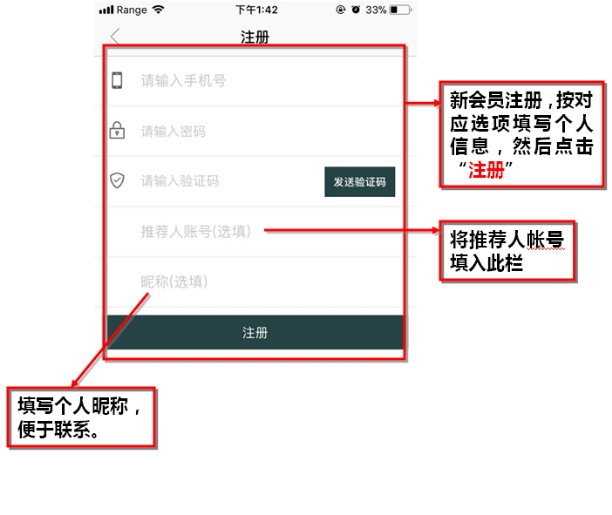 Range 下午1:42 33%
注册
请输入手机号
请输入密码
请输入验证码 发送验证码
推荐人账号(选填)
昵称(选填)
注册
新会员注册，按对
应选项填写个人
信息，然后点击
“注册”
将推荐人帐号
填入此栏
填写个人昵称，
便于联系。